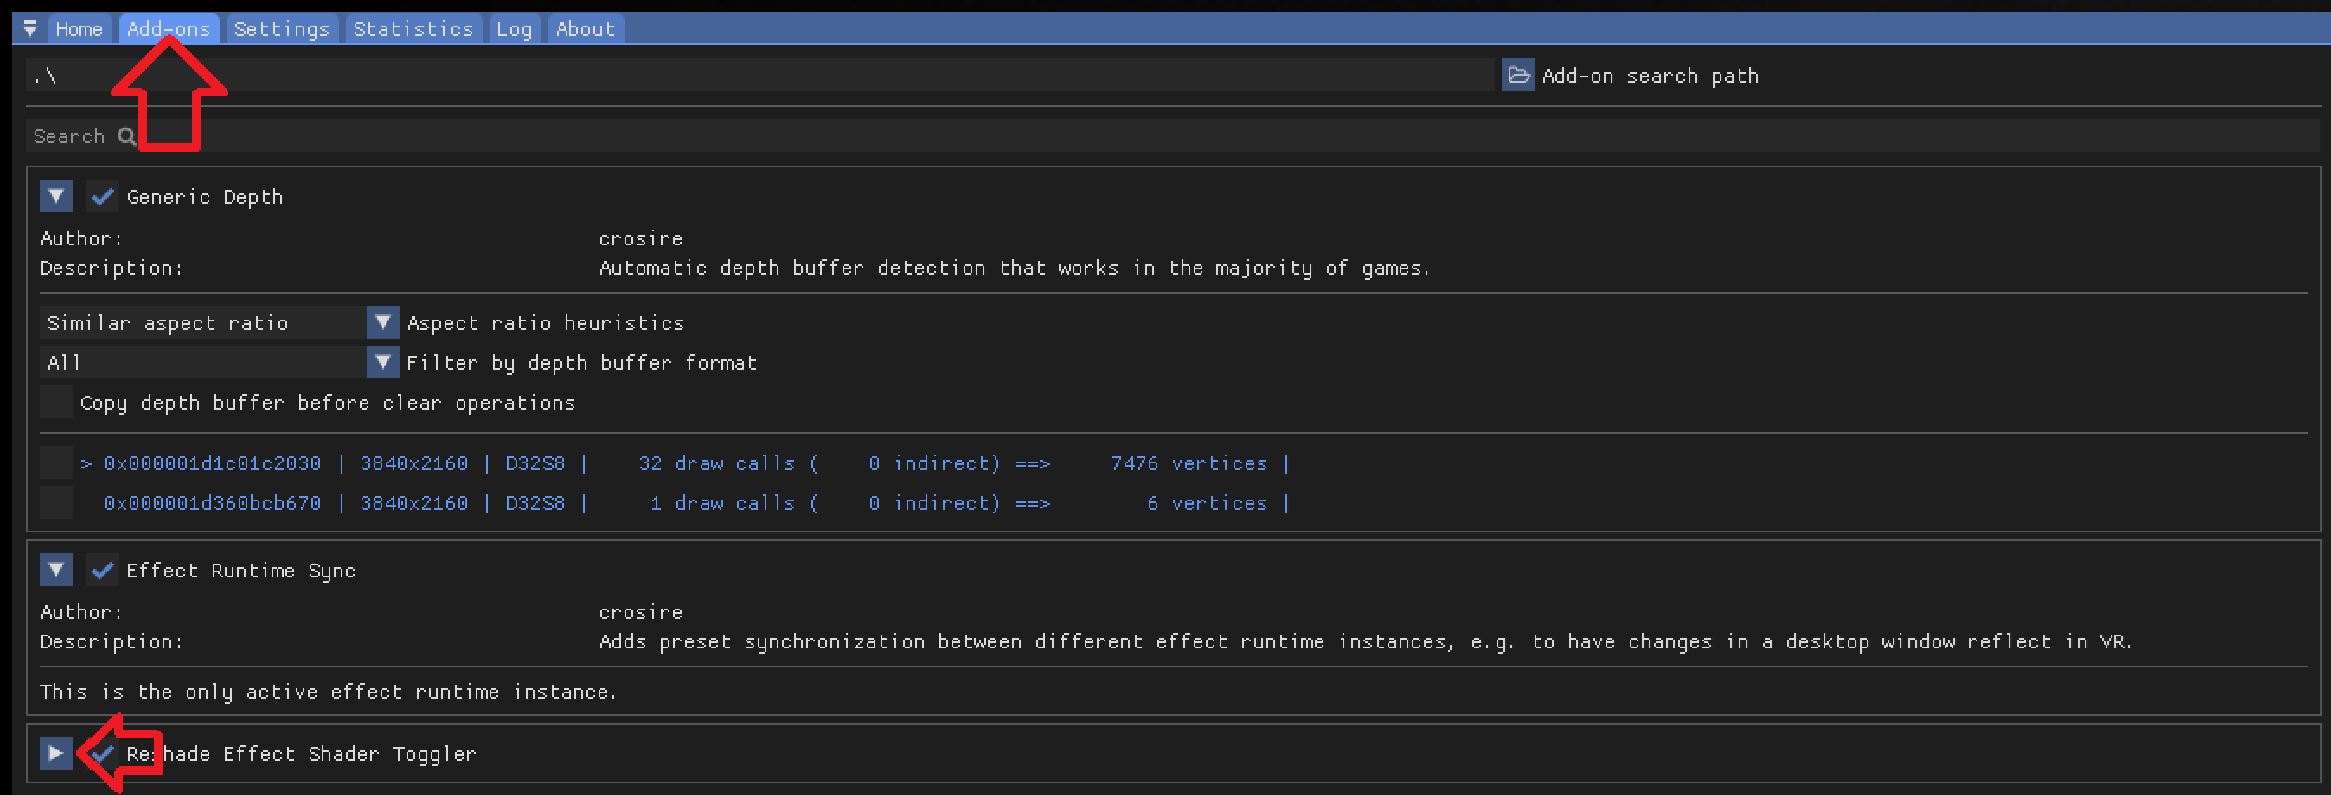 Home Add-ons Settings Statistics Log About
.\ Add-on search path
Search
Generic Depth
Author: crosire
Description: Automatic depth buffer detection that works in the majority of games.
Similar aspect ratio Aspect ratio heuristics
All Filter by depth buffer format
Copy depth buffer before clear operations
> 0x000001d1c01c2030 | 3840x2160 | D32S8 | 32 draw calls ( 0 indirect) ==> 7476 vertices |
0x000001d360bcb670 | 3840x2160 | D32S8 | 1 draw calls ( 0 indirect) ==> 6 vertices |
Effect Runtime Sync
Author: crosire
Description: Adds preset synchronization between different effect runtime instances, e.g. to have changes in a desktop window reflect in VR.
This is the only active effect runtime instance.
Reshade Effect Shader Toggler